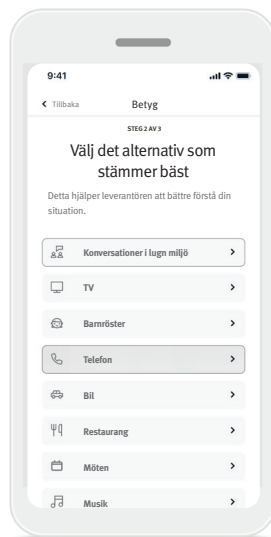 9:41
Tillbaka Betyg
STEG 2 AV 3
Välj det alternativ som
stämmer bäst
Detta hjälper leverantören att bättre förstå din
situation.
Konversationer i lugn miljö
TV
Barnröster
Telefon
Bil
Restaurang
Möten
Musik